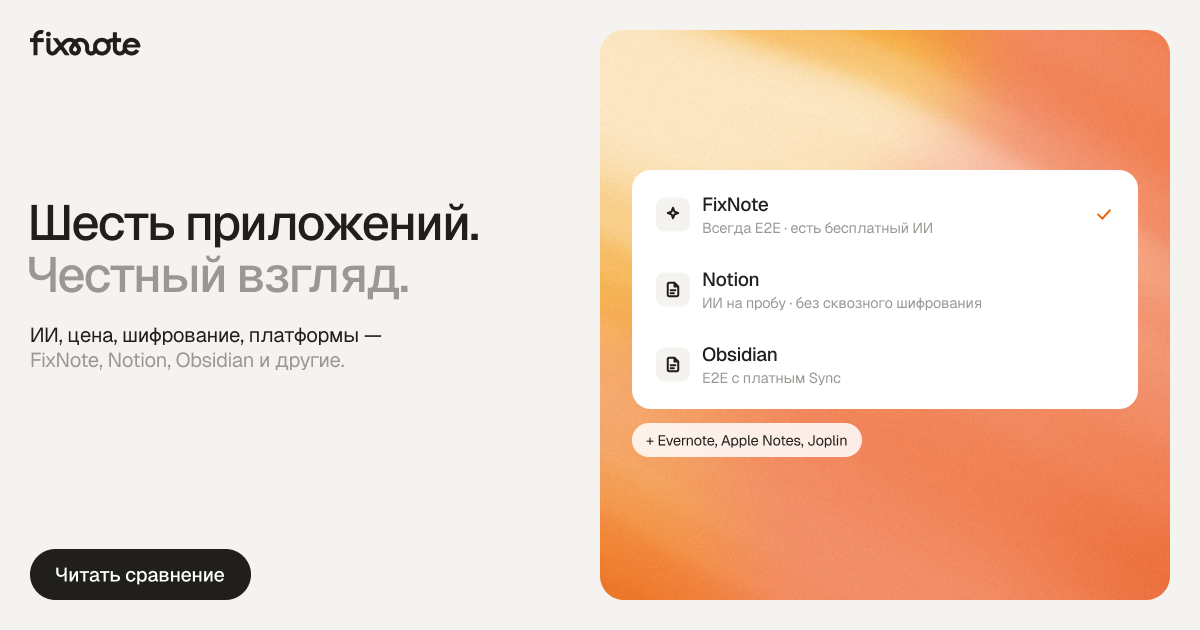 fixnote
Шесть приложений.
Честный взгляд.
ИИ, цена, шифрование, платформы —
FixNote, Notion, Obsidian и другие.
Читать сравнение
FixNote
Всегда E2E · есть бесплатный ИИ
Notion
ИИ на пробу · без сквозного шифрования
Obsidian
E2E с платным Sync
+ Evernote, Apple Notes, Joplin